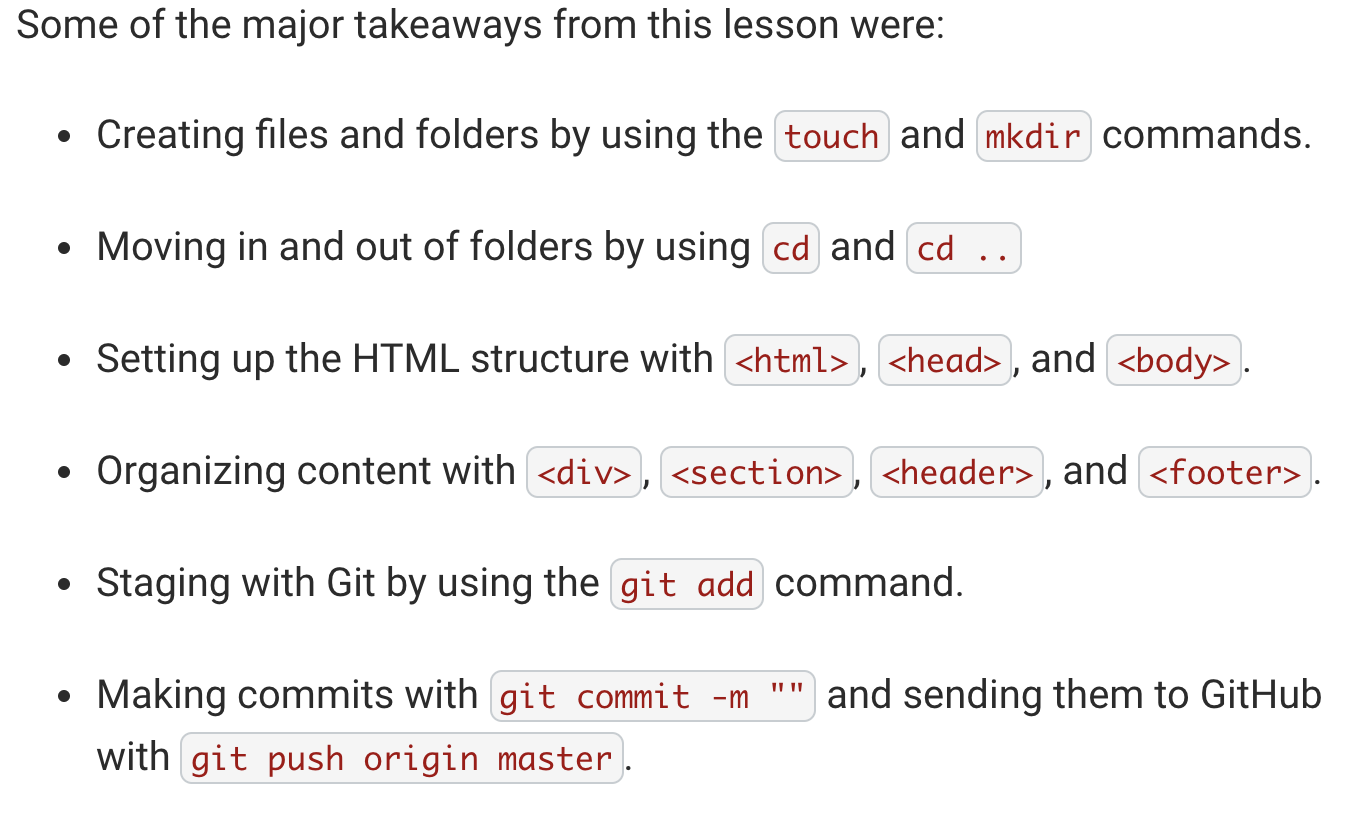 Some of the major takeaways from this lesson were:
• Creating files and folders by using the touch and mkdir commands.
• Moving in and out of folders by using cd and cd ..
• Setting up the HTML structure with <html>, <head>, and <body>.
• Organizing content with <div>, <section>, <header>, and <footer>.
• Staging with Git by using the git add command.
• Making commits with git commit -m "" and sending them to GitHub
with git push origin master.